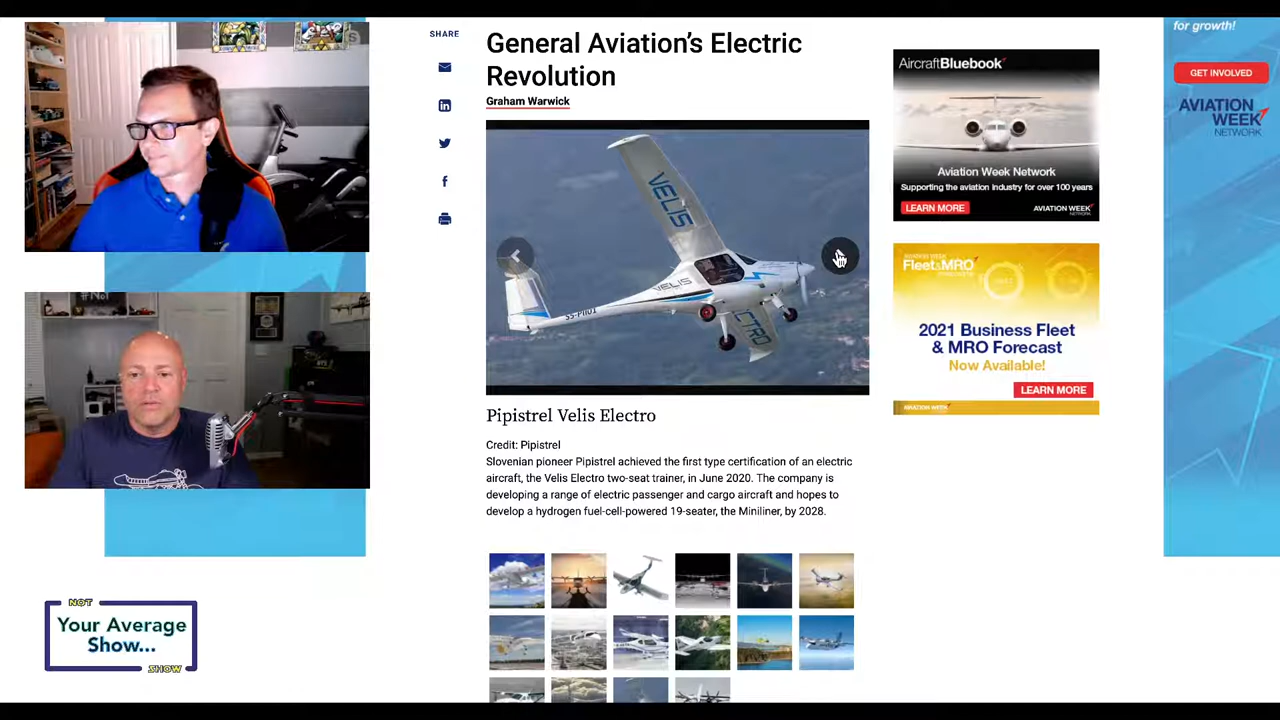 SHARE
General Aviation's Electric
Revolution
Graham Warwick
VELIS
VELIS
Pipistrel Velis Electro
Credit: Pipistrel
Slovenian pioneer Pipistrel achieved the first type certification of an electric
aircraft, the Velis Electro two-seat trainer, in June 2020. The company is
developing a range of electric passenger and cargo aircraft and hopes to
develop a hydrogen fuel-cell-powered 19-seater, the Miniliner, by 2028.
AircraftBluebook
Aviation Week Network
Supporting the aviation industry for over 100 years
LEARN MORE
AVIATION WEEK
NETWORK
Fleet&MRO
2021 Business Fleet
& MRO Forecast
Now Available!
LEARN MORE
AVIATION WEEK
for growth!
GET INVOLVED
AVIATION
WEEK
NETWORK
NOT
Your Average
Show...
SHOW